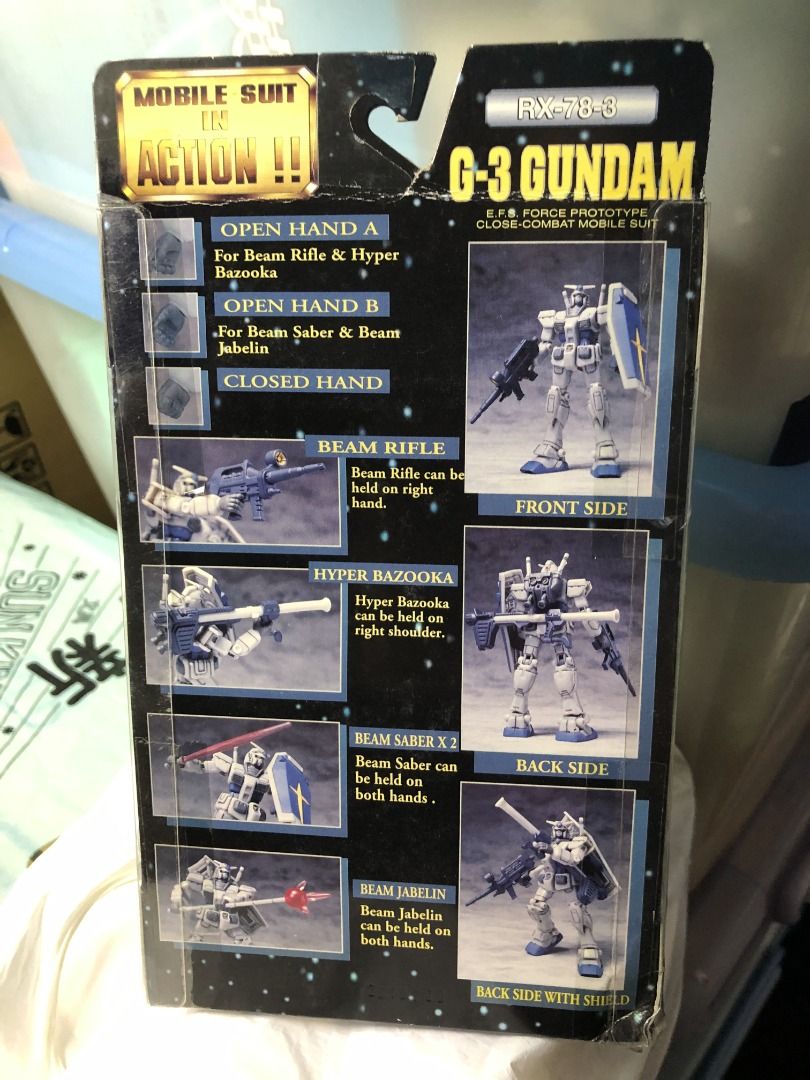 MOBILE SUIT
IN
ACTION !!
RX-78-3
G-3 GUNDAM
E.F.S. FORCE PROTOTYPE
CLOSE-COMBAT MOBILE SUIT
OPEN HAND A
For Beam Rifle & Hyper
Bazooka
OPEN HAND B
For Beam Saber & Beam
Jabelin
CLOSED HAND
BEAM RIFLE
Beam Rifle can be
held on right
hand.
HYPER BAZOOKA
Hyper Bazooka
can be held on
right shoulder.
BEAM SABER X 2
Beam Saber can
be held on
both hands .
BEAM JABELIN
Beam Jabelin
can be held on
both hands.
FRONT SIDE
BACK SIDE
BACK SIDE WITH SHIELD
新